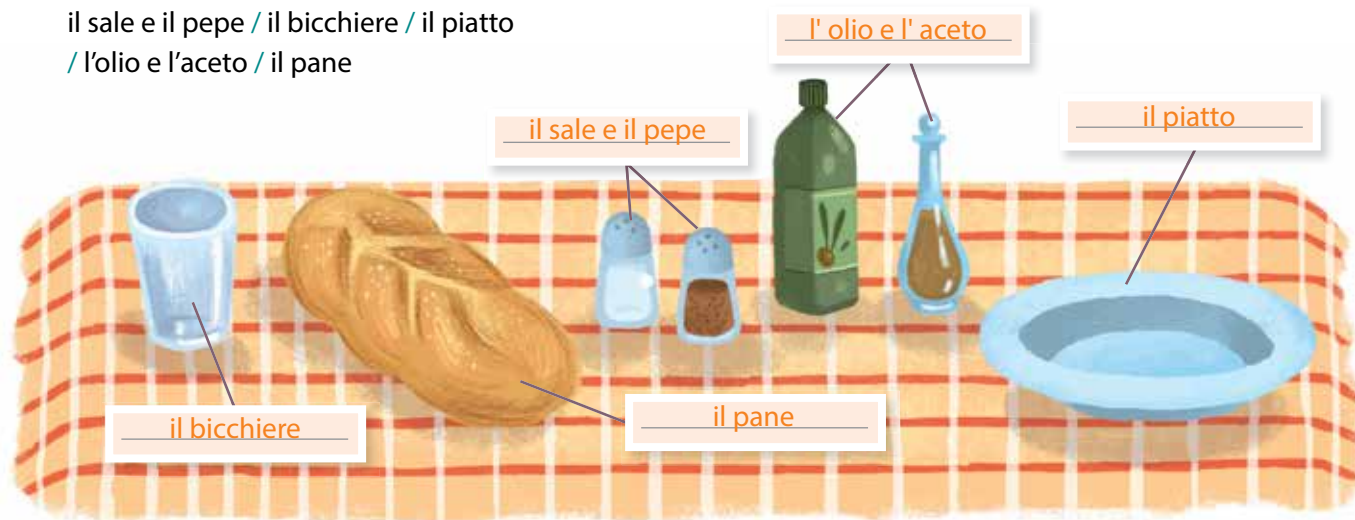 il sale e il pepe / il bicchiere / il piatto
/ l'olio e l'aceto / il pane
l' olio e l' aceto
il piatto
il sale e il pepe
il bicchiere
il pane